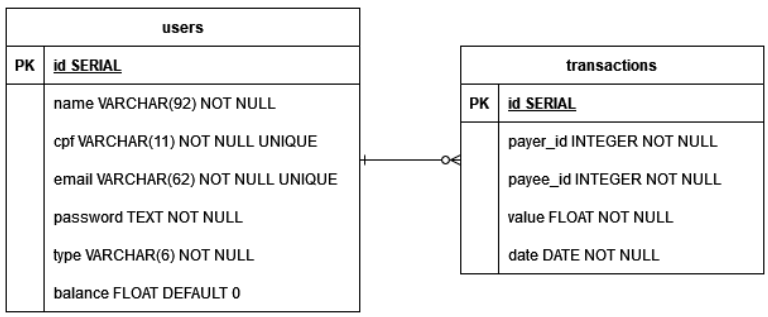 users
PK id SERIAL
name VARCHAR(92) NOT NULL
cpf VARCHAR(11) NOT NULL UNIQUE
email VARCHAR(62) NOT NULL UNIQUE
password TEXT NOT NULL
type VARCHAR(6) NOT NULL
balance FLOAT DEFAULT 0
transactions
PK id SERIAL
payer_id INTEGER NOT NULL
payee_id INTEGER NOT NULL
value FLOAT NOT NULL
date DATE NOT NULL